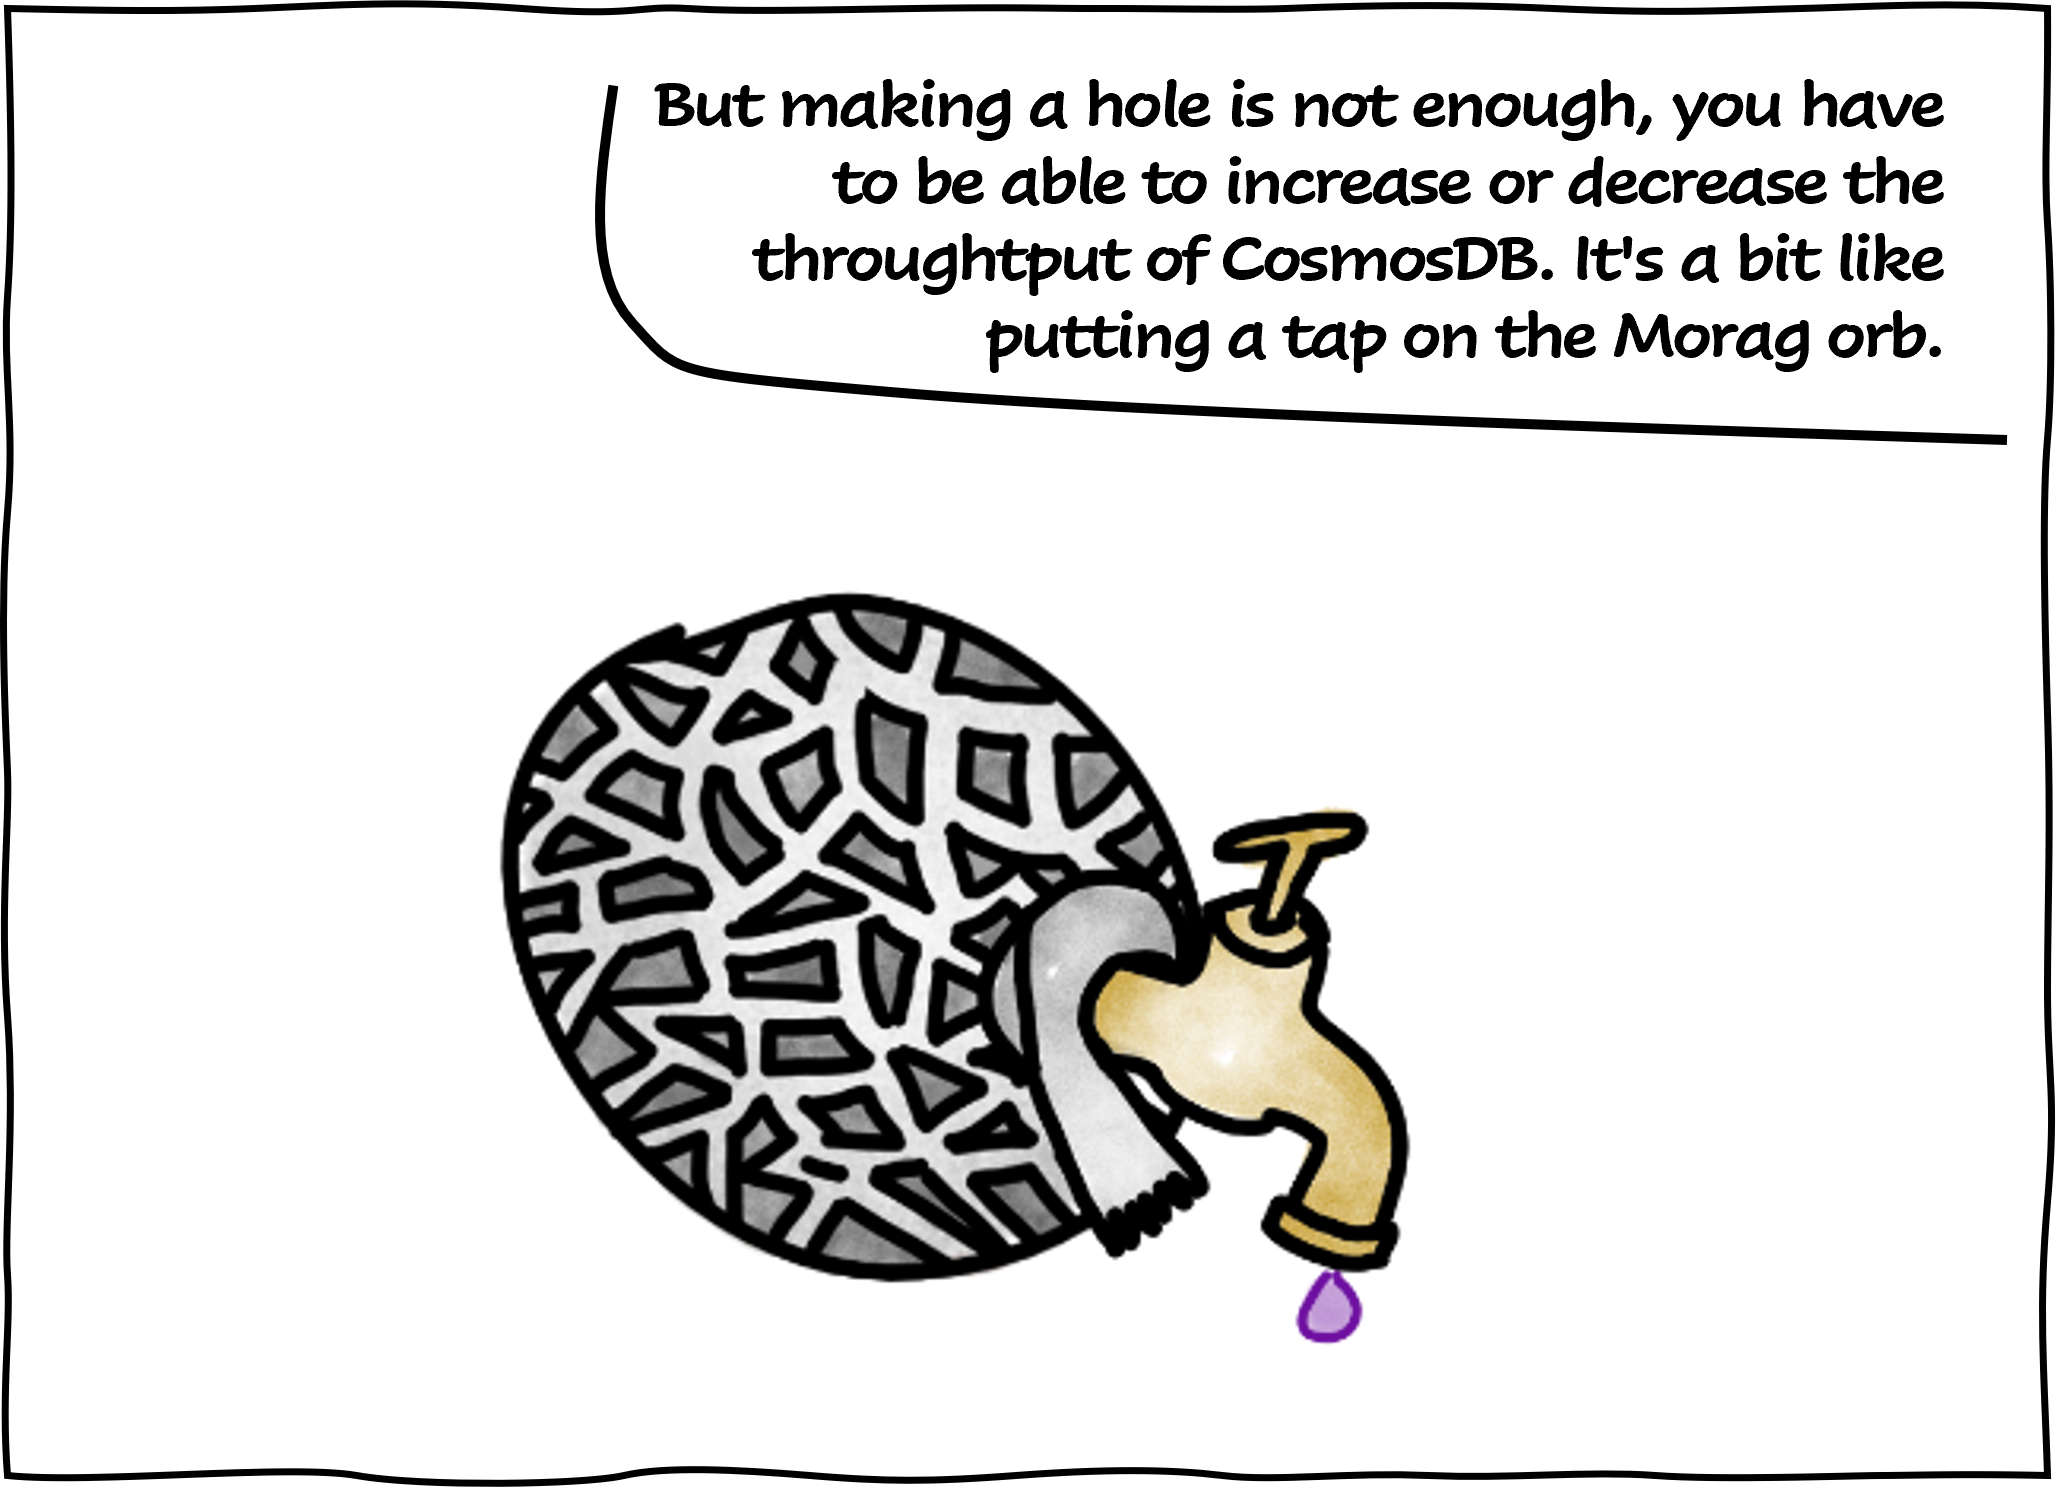 But making a hole is not enough, you have
to be able to increase or decrease the
throughtput of CosmosDB. It's a bit like
putting a tap on the Morag orb.